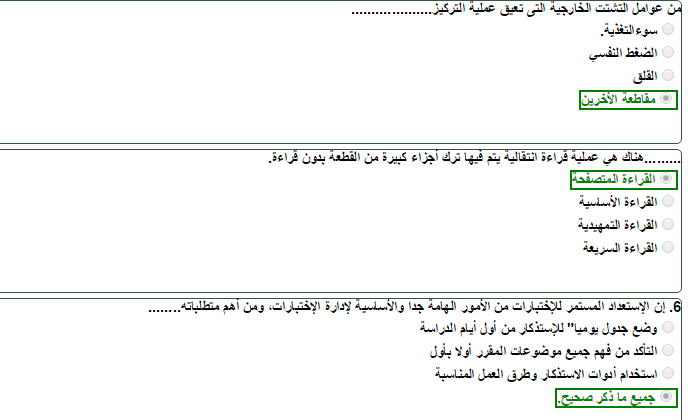 من عوامل التشتت الخارجية التى تعيق عملية التركيز....................
سوءالتغذية.
الضغط النفسي
القلق
مقاطعة الأخرين
.........هناك هي عملية قراءة انتقالية يتم فيها ترك أجزاء كبيرة من القطعة بدون قراءة.
القراءة المتصفحة
القراءة الأساسية
القراءة التمهيدية
القراءة السريعة
6. إن الإستعداد المستمر للإختبارات من الأمور الهامة جدا والأساسية لإدارة الإختبارات، ومن أهم متطلباته........
وضع جدول يوميا" للإستذكار من أول أيام الدراسة
التأكد من فهم جميع موضوعات المقرر أولا بأول
استخدام أدوات الاستذكار وطرق العمل المناسبة
جميع ما ذكر صحيح.